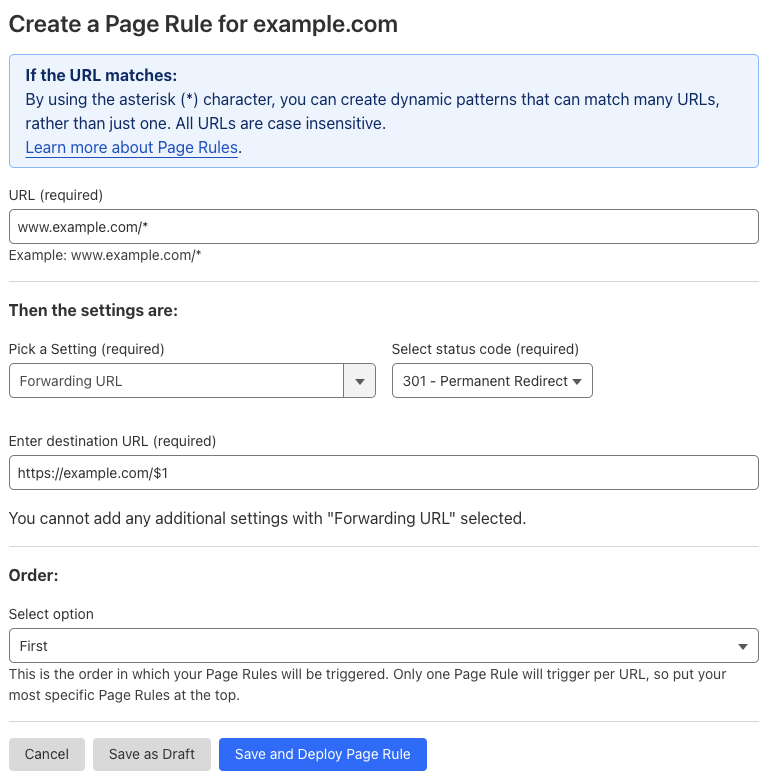 Create a Page Rule for example.com
If the URL matches:
By using the asterisk (*) character, you can create dynamic patterns that can match many URLs,
rather than just one. All URLs are case insensitive.
Learn more about Page Rules.
URL (required)
www.example.com/*
Example: www.example.com/*
Then the settings are:
Pick a Setting (required)
Select status code (required)
Forwarding URL
301 - Permanent Redirect
Enter destination URL (required)
https://example.com/$1
You cannot add any additional settings with "Forwarding URL" selected.
Order:
Select option
First
This is the order in which your Page Rules will be triggered. Only one Page Rule will trigger per URL, so put your
most specific Page Rules at the top.
Cancel
Save as Draft
Save and Deploy Page Rule